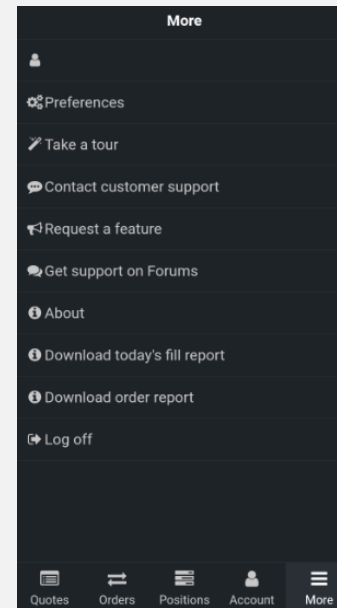 More
Preferences
Take a tour
Contact customer support
Request a feature
Get support on Forums
About
Download today's fill report
Download order report
Log off
Quotes Orders Positions Account More